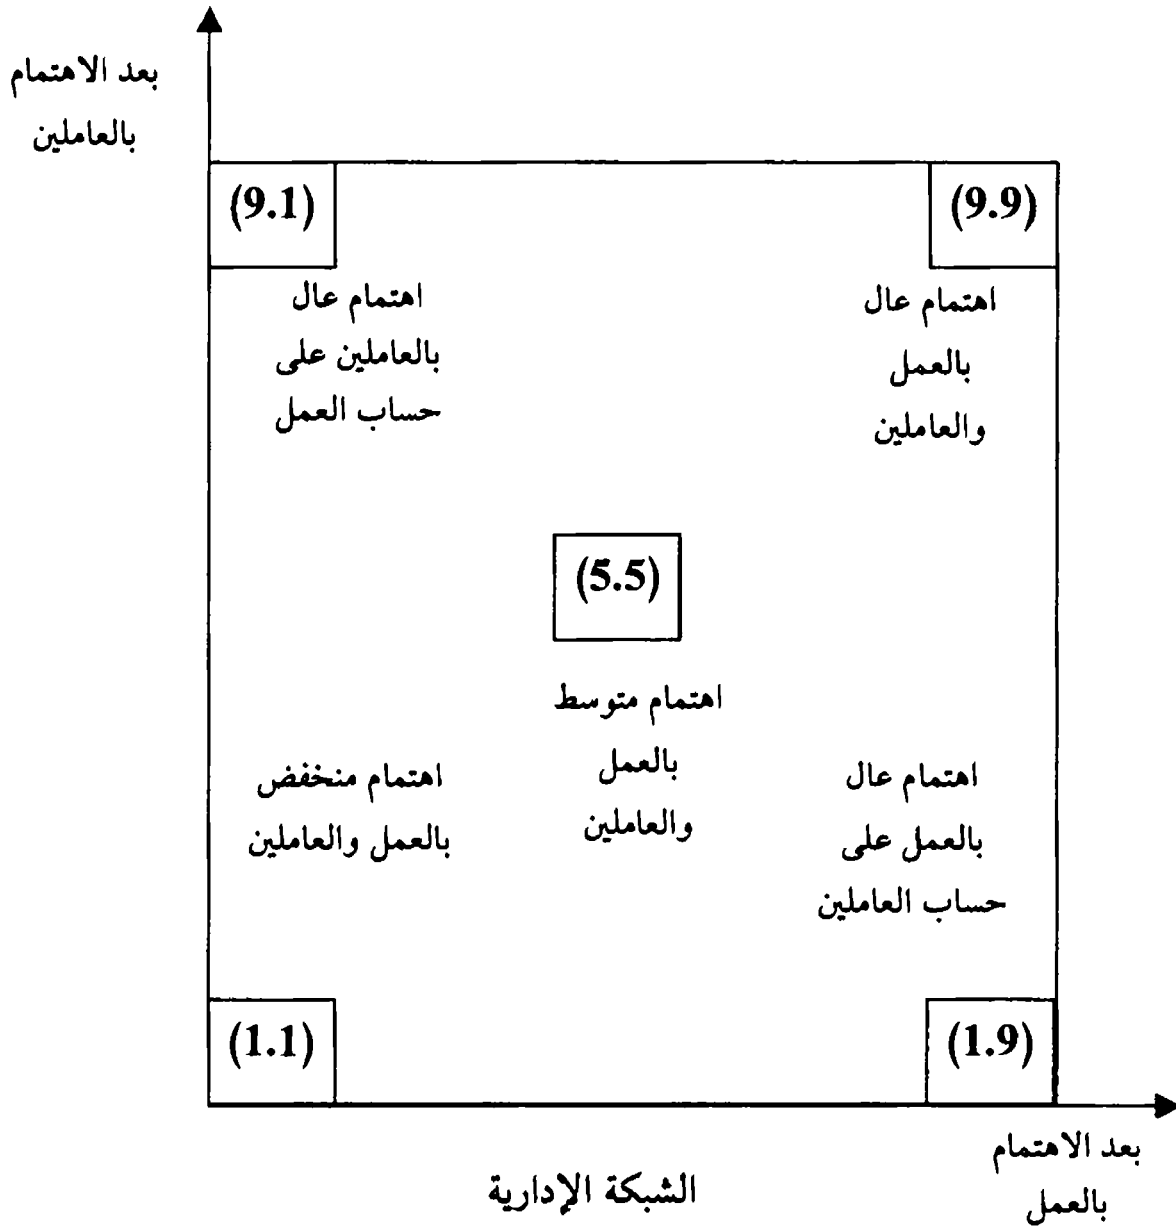 بعد الاهتمام
بالعاملين
(9.1)
(9.9)
اهتمام عال
بالعاملين على
حساب العمل
اهتمام عال
بالعمل
والعاملين
(5.5)
اهتمام متوسط
بالعمل
والعاملين
اهتمام منخفض
بالعمل والعاملين
اهتمام عال
بالعمل على
حساب العاملين
(1.1)
(1.9)
بعد الاهتمام
بالعمل
الشبكة الإدارية